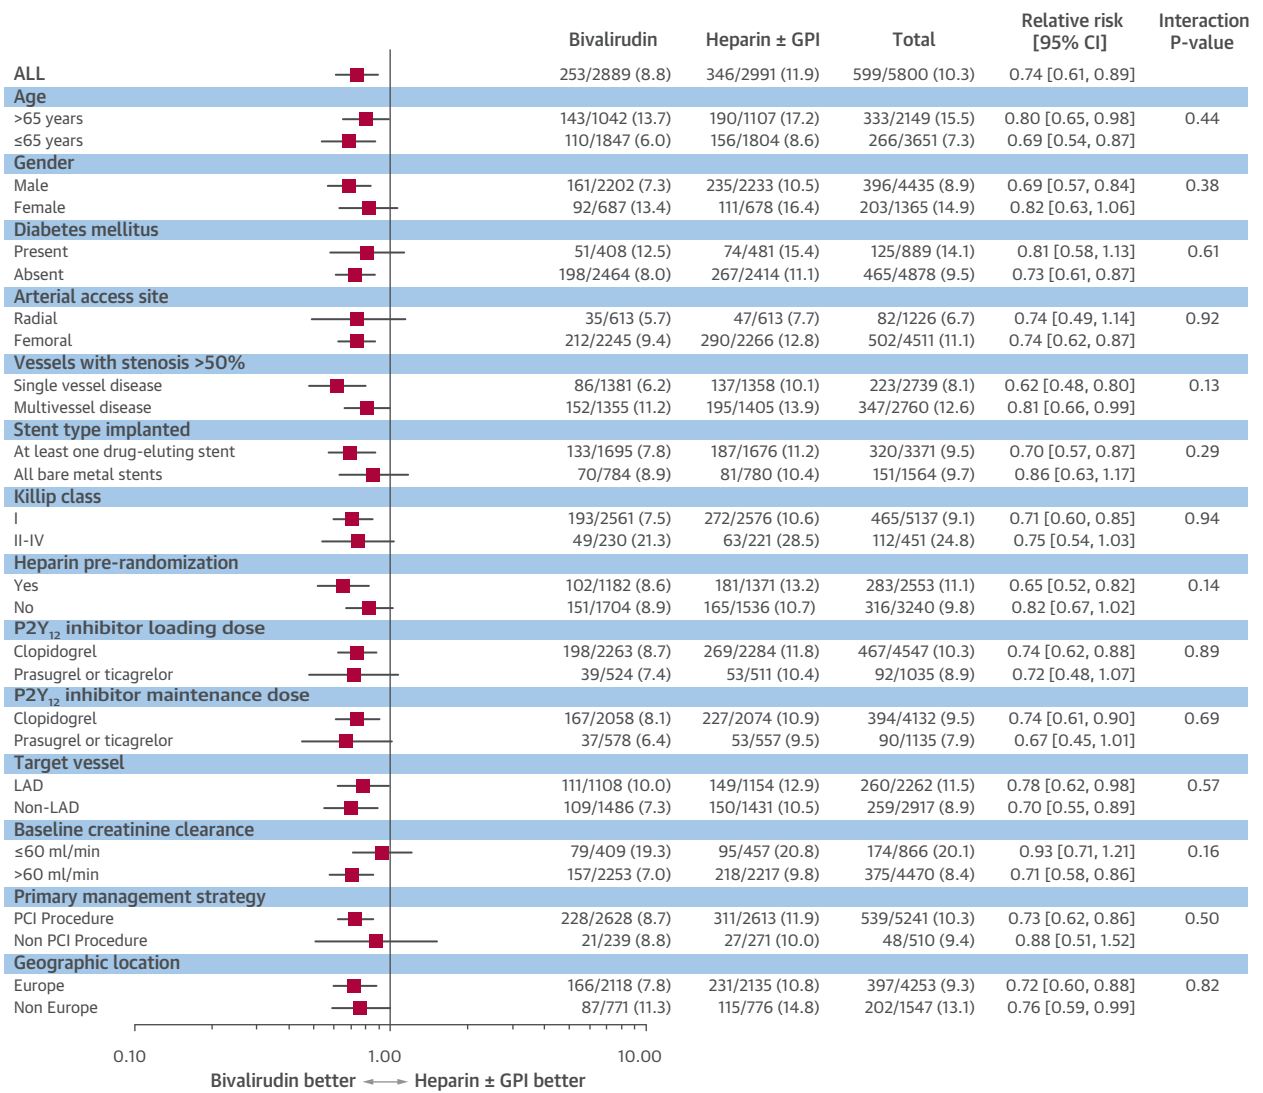 Bivalirudin Heparin ± GPI Total Relative risk [95% CI] Interaction P-value
ALL 253/2889 (8.8) 346/2991 (11.9) 599/5800 (10.3) 0.74 [0.61, 0.89]
Age
>65 years 143/1042 (13.7) 190/1107 (17.2) 333/2149 (15.5) 0.80 [0.65, 0.98] 0.44
≤65 years 110/1847 (6.0) 156/1804 (8.6) 266/3651 (7.3) 0.69 [0.54, 0.87]
Gender
Male 161/2202 (7.3) 235/2233 (10.5) 396/4435 (8.9) 0.69 [0.57, 0.84] 0.38
Female 92/687 (13.4) 111/678 (16.4) 203/1365 (14.9) 0.82 [0.63, 1.06]
Diabetes mellitus
Present 51/408 (12.5) 74/481 (15.4) 125/889 (14.1) 0.81 [0.58, 1.13] 0.61
Absent 198/2464 (8.0) 267/2414 (11.1) 465/4878 (9.5) 0.73 [0.61, 0.87]
Arterial access site
Radial 35/613 (5.7) 47/613 (7.7) 82/1226 (6.7) 0.74 [0.49, 1.14] 0.92
Femoral 212/2245 (9.4) 290/2266 (12.8) 502/4511 (11.1) 0.74 [0.62, 0.87]
Vessels with stenosis >50%
Single vessel disease 86/1381 (6.2) 137/1358 (10.1) 223/2739 (8.1) 0.62 [0.48, 0.80] 0.13
Multivessel disease 152/1355 (11.2) 195/1405 (13.9) 347/2760 (12.6) 0.81 [0.66, 0.99]
Stent type implanted
At least one drug-eluting stent 133/1695 (7.8) 187/1676 (11.2) 320/3371 (9.5) 0.70 [0.57, 0.87] 0.29
All bare metal stents 70/784 (8.9) 81/780 (10.4) 151/1564 (9.7) 0.86 [0.63, 1.17]
Killip class
I 193/2561 (7.5) 272/2576 (10.6) 465/5137 (9.1) 0.71 [0.60, 0.85] 0.94
II-IV 49/230 (21.3) 63/221 (28.5) 112/451 (24.8) 0.75 [0.54, 1.03]
Heparin pre-randomization
Yes 102/1182 (8.6) 181/1371 (13.2) 283/2553 (11.1) 0.65 [0.52, 0.82] 0.14
No 151/1704 (8.9) 165/1536 (10.7) 316/3240 (9.8) 0.82 [0.67, 1.02]
P2Y₁₂ inhibitor loading dose
Clopidogrel 198/2263 (8.7) 269/2284 (11.8) 467/4547 (10.3) 0.74 [0.62, 0.88] 0.89
Prasugrel or ticagrelor 39/524 (7.4) 53/511 (10.4) 92/1035 (8.9) 0.72 [0.48, 1.07]
P2Y₁₂ inhibitor maintenance dose
Clopidogrel 167/2058 (8.1) 227/2074 (10.9) 394/4132 (9.5) 0.74 [0.61, 0.90] 0.69
Prasugrel or ticagrelor 37/578 (6.4) 53/557 (9.5) 90/1135 (7.9) 0.67 [0.45, 1.01]
Target vessel
LAD 111/1108 (10.0) 149/1154 (12.9) 260/2262 (11.5) 0.78 [0.62, 0.98] 0.57
Non-LAD 109/1486 (7.3) 150/1431 (10.5) 259/2917 (8.9) 0.70 [0.55, 0.89]
Baseline creatinine clearance
≤60 ml/min 79/409 (19.3) 95/457 (20.8) 174/866 (20.1) 0.93 [0.71, 1.21] 0.16
>60 ml/min 157/2253 (7.0) 218/2217 (9.8) 375/4470 (8.4) 0.71 [0.58, 0.86]
Primary management strategy
PCI Procedure 228/2628 (8.7) 311/2613 (11.9) 539/5241 (10.3) 0.73 [0.62, 0.86] 0.50
Non PCI Procedure 21/239 (8.8) 27/271 (10.0) 48/510 (9.4) 0.88 [0.51, 1.52]
Geographic location
Europe 166/2118 (7.8) 231/2135 (10.8) 397/4253 (9.3) 0.72 [0.60, 0.88] 0.82
Non Europe 87/771 (11.3) 115/776 (14.8) 202/1547 (13.1) 0.76 [0.59, 0.99]
0.10 1.00 10.00
Bivalirudin better Heparin ± GPI better